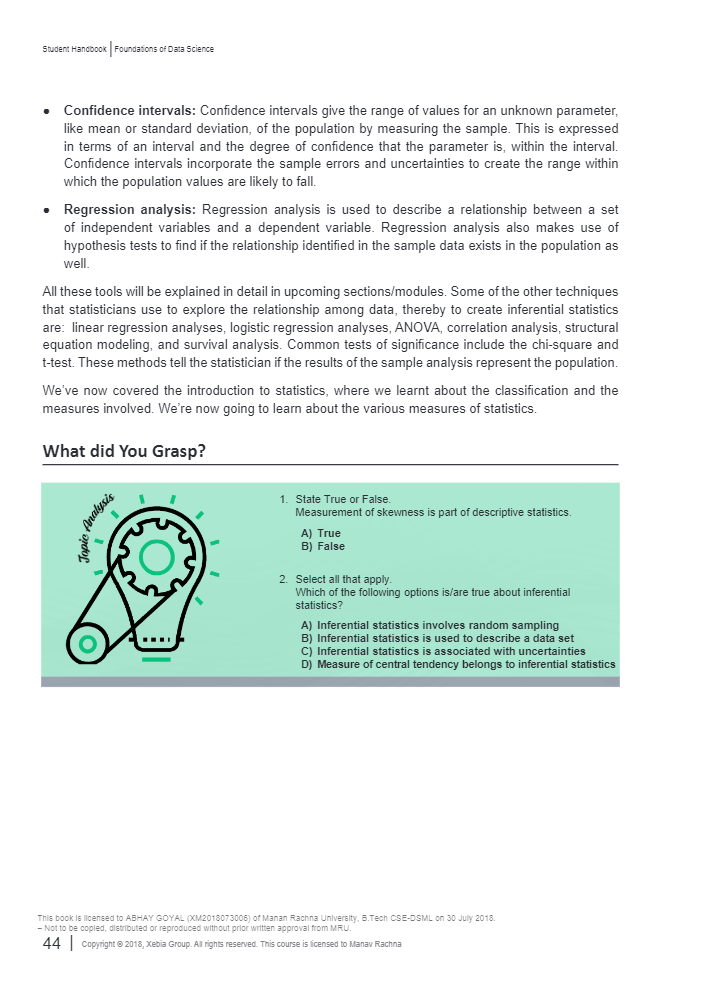 Student Handbook | Foundations of Data Science
● Confidence intervals: Confidence intervals give the range of values for an unknown parameter,
like mean or standard deviation, of the population by measuring the sample. This is expressed
in terms of an interval and the degree of confidence that the parameter is, within the interval.
Confidence intervals incorporate the sample errors and uncertainties to create the range within
which the population values are likely to fall.
● Regression analysis: Regression analysis is used to describe a relationship between a set
of independent variables and a dependent variable. Regression analysis also makes use of
hypothesis tests to find if the relationship identified in the sample data exists in the population as
well.
All these tools will be explained in detail in upcoming sections/modules. Some of the other techniques
that statisticians use to explore the relationship among data, thereby to create inferential statistics
are: linear regression analyses, logistic regression analyses, ANOVA, correlation analysis, structural
equation modeling, and survival analysis. Common tests of significance include the chi-square and
t-test. These methods tell the statistician if the results of the sample analysis represent the population.
We've now covered the introduction to statistics, where we learnt about the classification and the
measures involved. We're now going to learn about the various measures of statistics.
What did You Grasp?
Topic Analysis
1. State True or False.
Measurement of skewness is part of descriptive statistics.
A) True
B) False
2. Select all that apply.
Which of the following options is/are true about inferential
statistics?
A) Inferential statistics involves random sampling
B) Inferential statistics is used to describe a data set
C) Inferential statistics is associated with uncertainties
D) Measure of central tendency belongs to inferential statistics
This book is licensed to ABHAY GOYAL (XM2018073006) of Manan Rachna University, B.Tech CSE-DSML on 30 July 2018.
– Not to be copied, distributed or reproduced without prior written approval from MRU.
44 | Copyright © 2018, Xebia Group. All rights reserved. This course is licensed to Manav Rachna